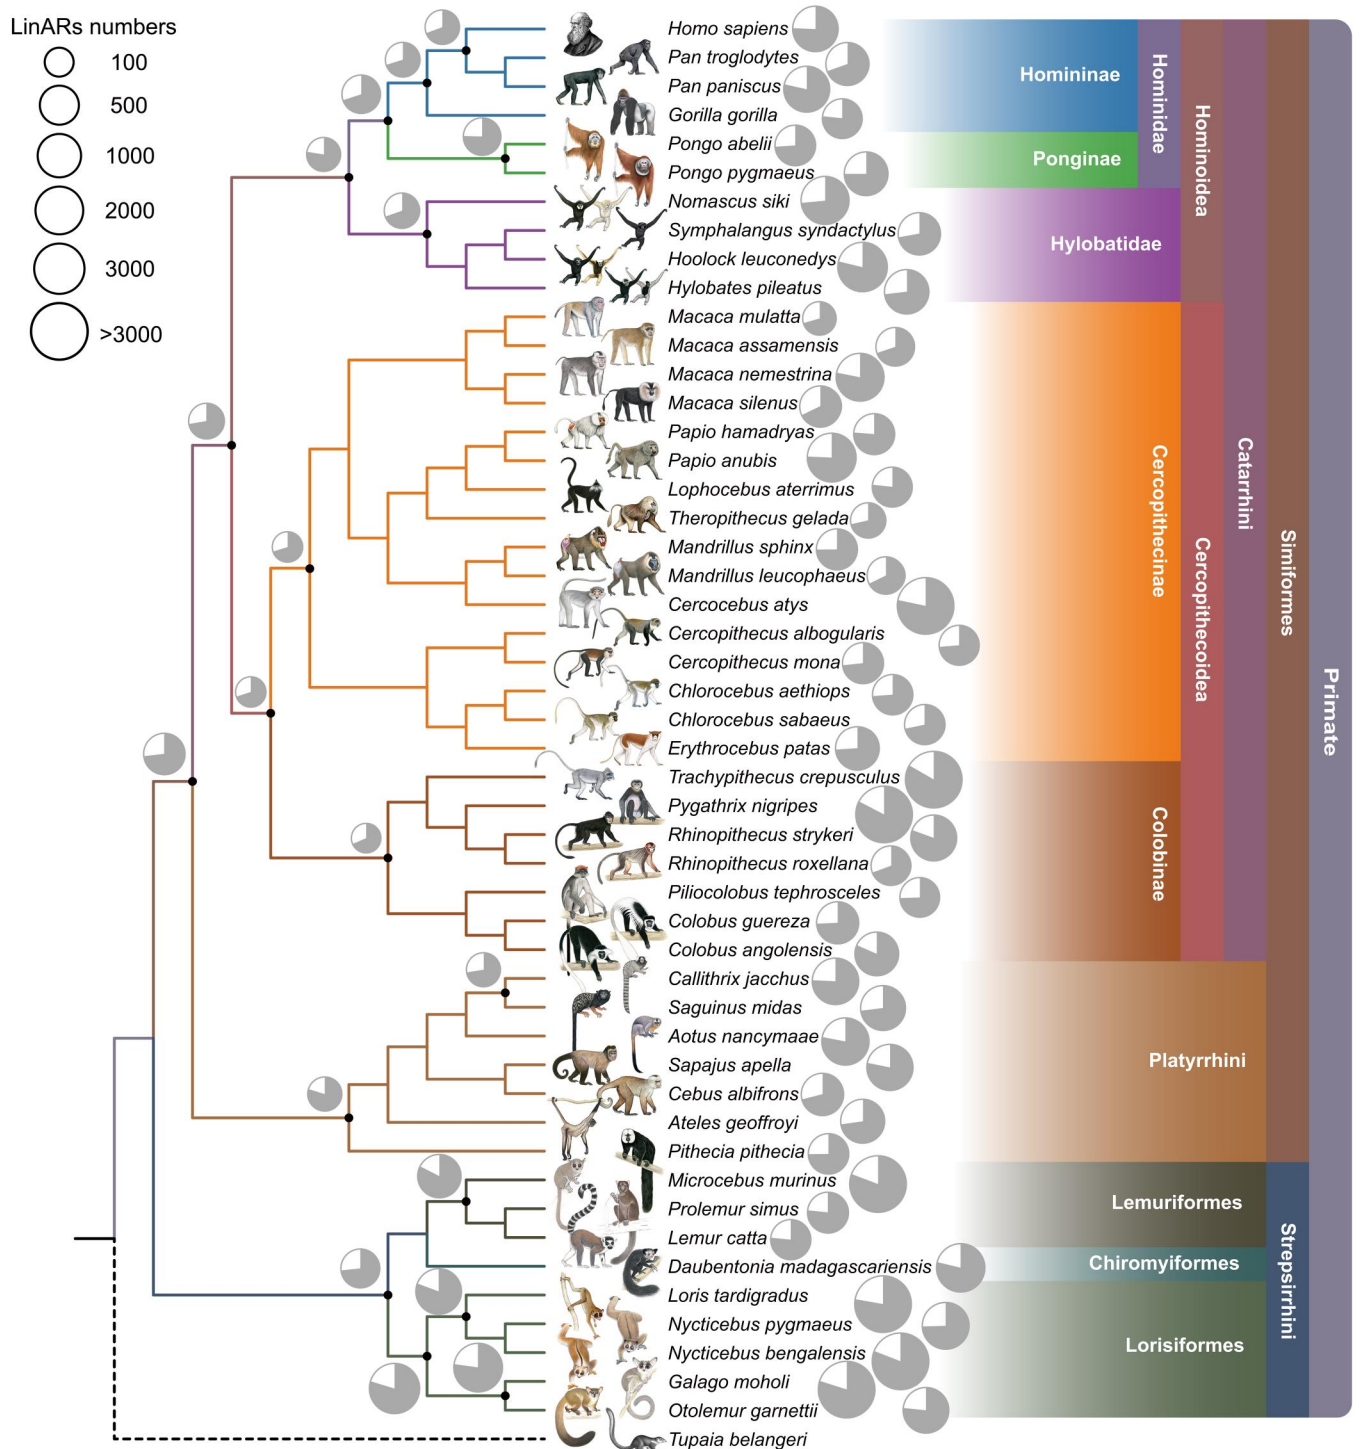 LinARs numbers
100
500
1000
2000
3000
>3000
Homo sapiens
Pan troglodytes
Pan paniscus
Gorilla gorilla
Pongo abelii
Pongo pygmaeus
Nomascus siki
Symphalangus syndactylus
Hoolock leuconedys
Hylobates pileatus
Macaca mulatta
Macaca assamensis
Macaca nemestrina
Macaca silenus
Papio hamadryas
Papio anubis
Lophocebus aterrimus
Theropithecus gelada
Mandrillus sphinx
Mandrillus leucophaeus
Cercocebus atys
Cercopithecus albogularis
Cercopithecus mona
Chlorocebus aethiops
Chlorocebus sabaeus
Erythrocebus patas
Trachypithecus crepusculus
Pygathrix nigripes
Rhinopithecus strykeri
Rhinopithecus roxellana
Piliocolobus tephrosceles
Colobus guereza
Colobus angolensis
Callithrix jacchus
Saguinus midas
Aotus nancymaae
Sapajus apella
Cebus albifrons
Ateles geoffroyi
Pithecia pithecia
Microcebus murinus
Prolemur simus
Lemur catta
Daubentonia madagascariensis
Loris tardigradus
Nycticebus pygmaeus
Nycticebus bengalensis
Galago moholi
Otolemur garnettii
Tupaia belangeri
Homininae
Ponginae
Hylobatidae
Cercopithecinae
Colobinae
Platyrrhini
Lemuriformes
Chiromyiformes
Lorisiformes
Hominidae
Hominoidea
Cercopithecoidea
Catarrhini
Simiformes
Strepsirrhini
Primate